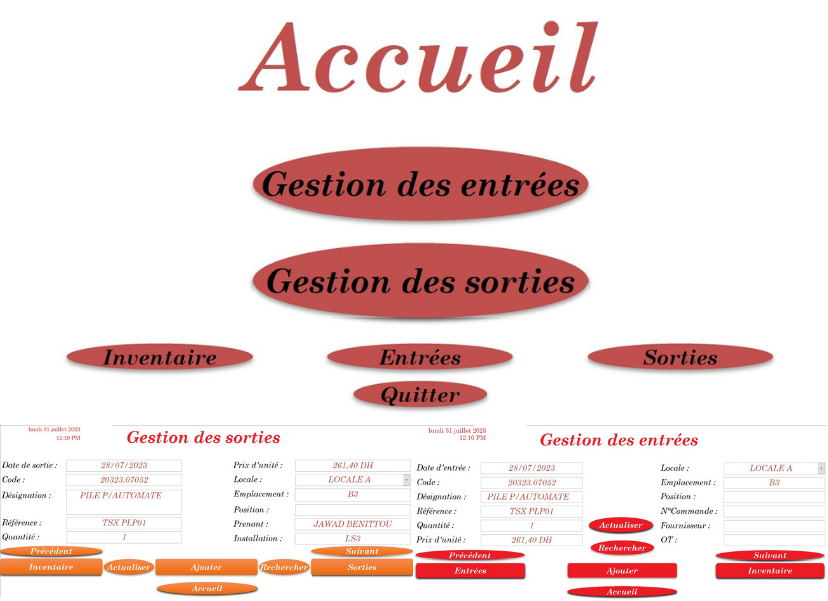 Accueil
Gestion des entrées
Gestion des sorties
Inventaire
Entrées
Sorties
Quitter
lundi 31 juillet 2023
12:19 PM
Gestion des sorties
Date de sortie : 28/07/2023
Code : 20323.07052
Désignation : PILE P/AUTOMATE
Référence : TSX PLP01
Quantité : 1
Prix d'unité : 261,40 DH
Locale : LOCALE A
Emplacement : B3
Position :
Prenant : JAWAD BENITTOU
Installation : LS3
Précédent
Suivant
Inventaire
Actualiser
Ajouter
Rechercher
Sorties
Accueil
lundi 31 juillet 2023
12:16 PM
Gestion des entrées
Date d'entrée : 28/07/2023
Code : 20323.07052
Désignation : PILE P/AUTOMATE
Référence : TSX PLP01
Quantité : 1
Prix d'unité : 261,40 DH
Locale : LOCALE A
Emplacement : B3
Position :
N°Commande :
Fournisseur :
OT :
Actualiser
Rechercher
Précédent
Suivant
Entrées
Ajouter
Inventaire
Accueil